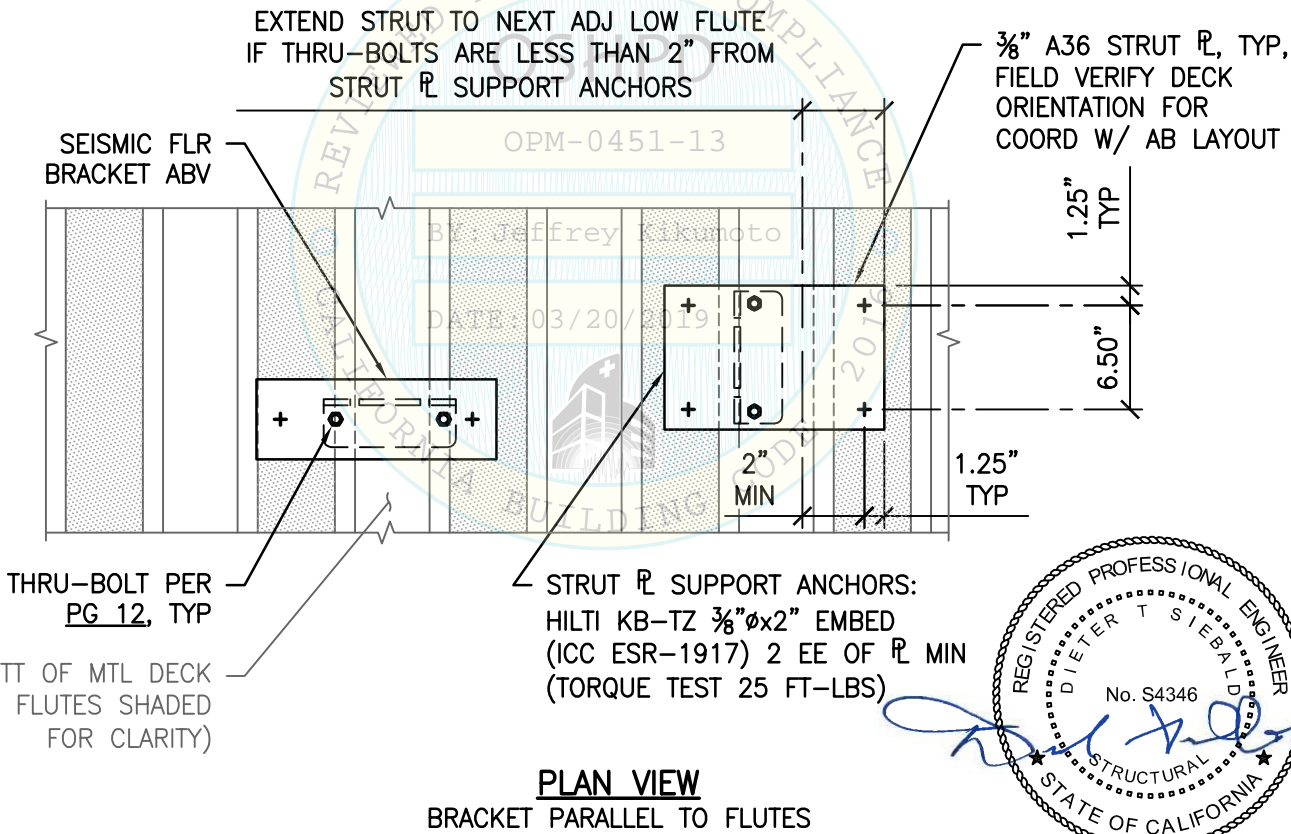 EXTEND STRUT TO NEXT ADJ LOW FLUTE
IF THRU-BOLTS ARE LESS THAN 2" FROM
STRUT ⅊ SUPPORT ANCHORS
⅜" A36 STRUT ⅊, TYP,
FIELD VERIFY DECK
ORIENTATION FOR
COORD W/ AB LAYOUT
SEISMIC FLR
BRACKET ABV
OSHPD
OPM-0451-13
BY: Jeffrey Kikumoto
DATE: 03/20/2019
CALIFORNIA BUILDING CODE 2016
1.25"
TYP
6.50"
2"
MIN
1.25"
TYP
THRU-BOLT PER
PG 12, TYP
STRUT ⅊ SUPPORT ANCHORS:
HILTI KB-TZ ⅜"øx2" EMBED
(ICC ESR-1917) 2 EE OF ⅊ MIN
(TORQUE TEST 25 FT-LBS)
TT OF MTL DECK
FLUTES SHADED
FOR CLARITY)
REGISTERED PROFESSIONAL ENGINEER
DIETER T SIEBALD
No. S4346
STRUCTURAL
STATE OF CALIFORNIA
PLAN VIEW
BRACKET PARALLEL TO FLUTES